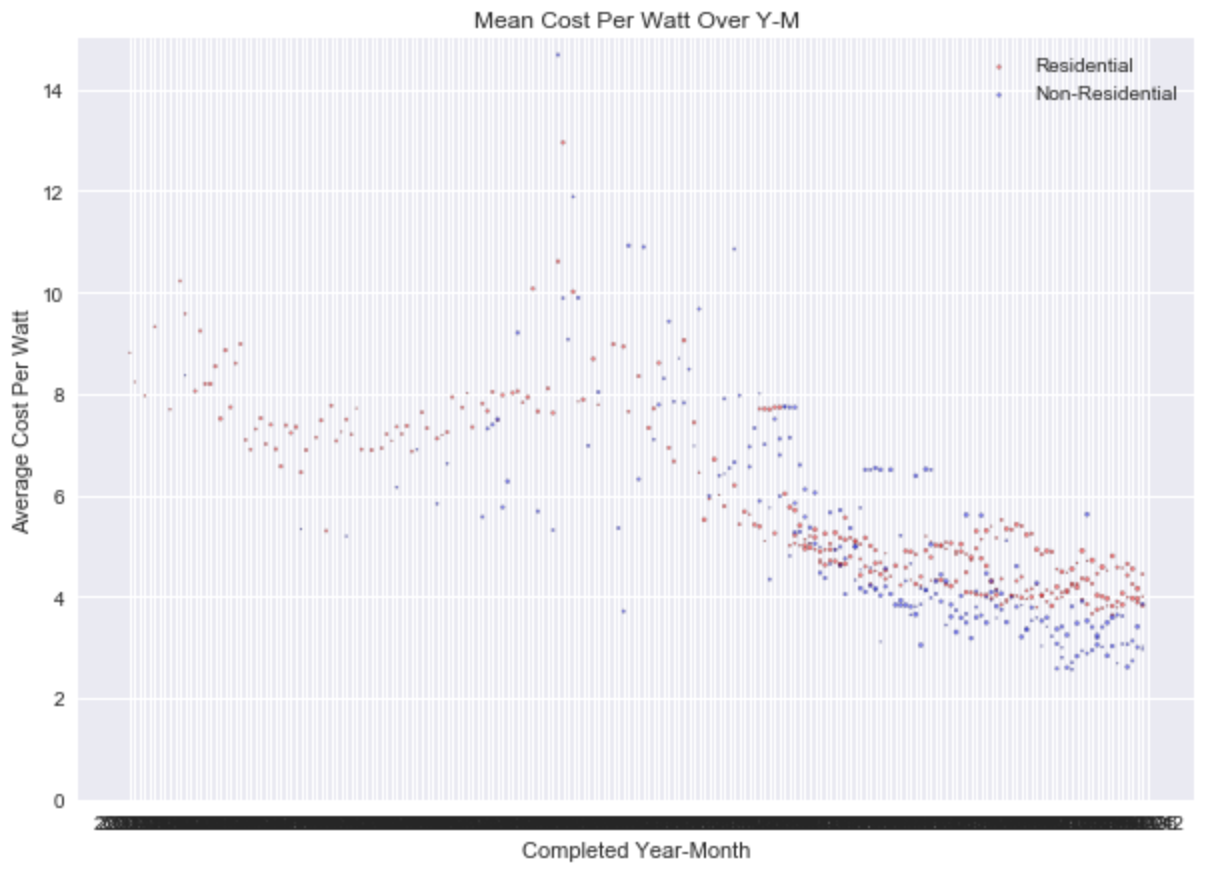 Mean Cost Per Watt Over Y-M
Residential
Non-Residential
14
12
10
8
6
4
2
0
Average Cost Per Watt
Completed Year-Month